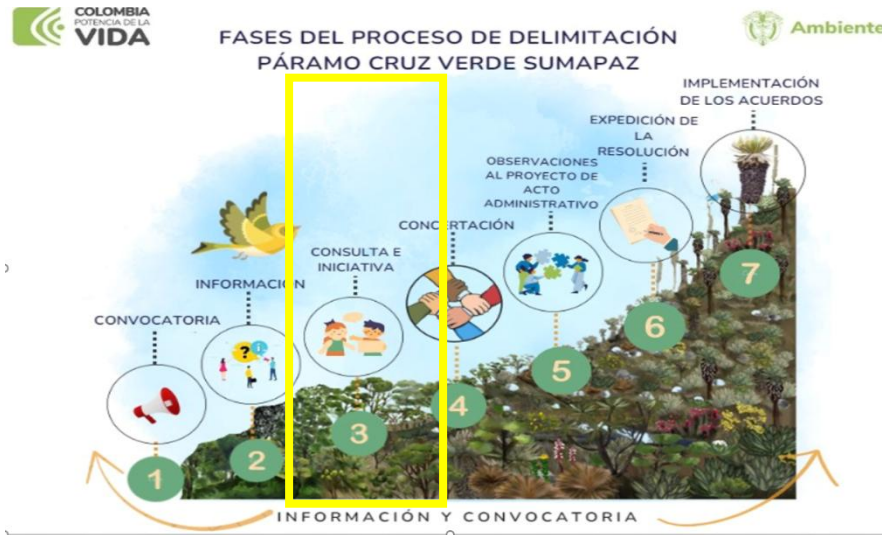 COLOMBIA
POTENCIA DE LA
VIDA
Ambiente
FASES DEL PROCESO DE DELIMITACIÓN
PÁRAMO CRUZ VERDE SUMAPAZ
IMPLEMENTACIÓN
DE LOS ACUERDOS
EXPEDICIÓN DE
LA
RESOLUCIÓN
OBSERVACIONES
AL PROYECTO DE
ACTO
ADMINISTRATIVO
CONCERTACIÓN
CONSULTA E
INICIATIVA
INFORMACIÓN
CONVOCATORIA
? i
1
2
3
4
5
6
7
INFORMACIÓN Y CONVOCATORIA